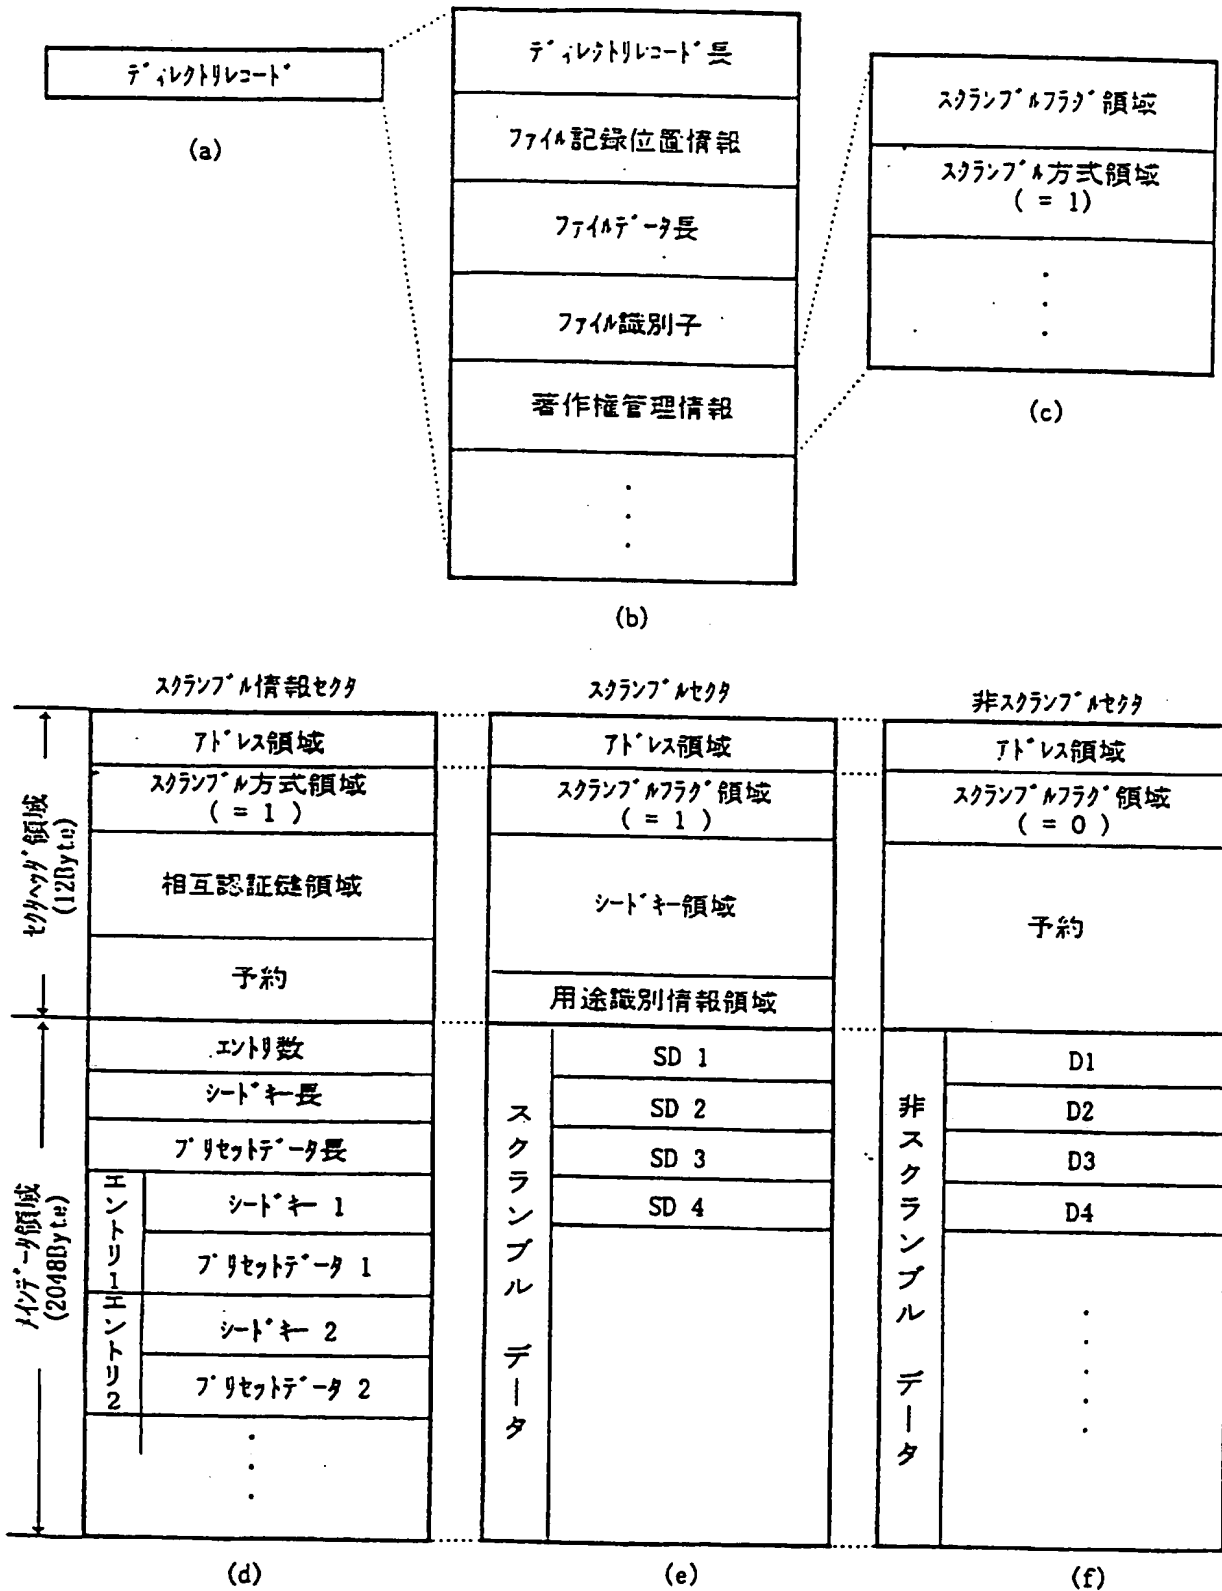 ディレクトリレコード
(a)
ディレクトリレコード長
ファイル記録位置情報
ファイルデータ長
ファイル識別子
著作権管理情報
(b)
スクランブルフラグ領域
スクランブル方式領域
( = 1)
(c)
スクランブル情報セクタ
セクタヘッダ領域
(12Byte)
アドレス領域
スクランブル方式領域
( = 1 )
相互認証鍵領域
予約
メインデータ領域
(2048Byte)
エントリ数
シードキー長
プリセットデータ長
エントリ1
シードキー 1
プリセットデータ 1
エントリ2
シードキー 2
プリセットデータ 2
(d)
スクランブルセクタ
アドレス領域
スクランブルフラグ領域
( = 1 )
シードキー領域
用途識別情報領域
スクランブル データ
SD 1
SD 2
SD 3
SD 4
(e)
非スクランブルセクタ
アドレス領域
スクランブルフラグ領域
( = 0 )
予約
非スクランブル データ
D1
D2
D3
D4
(f)